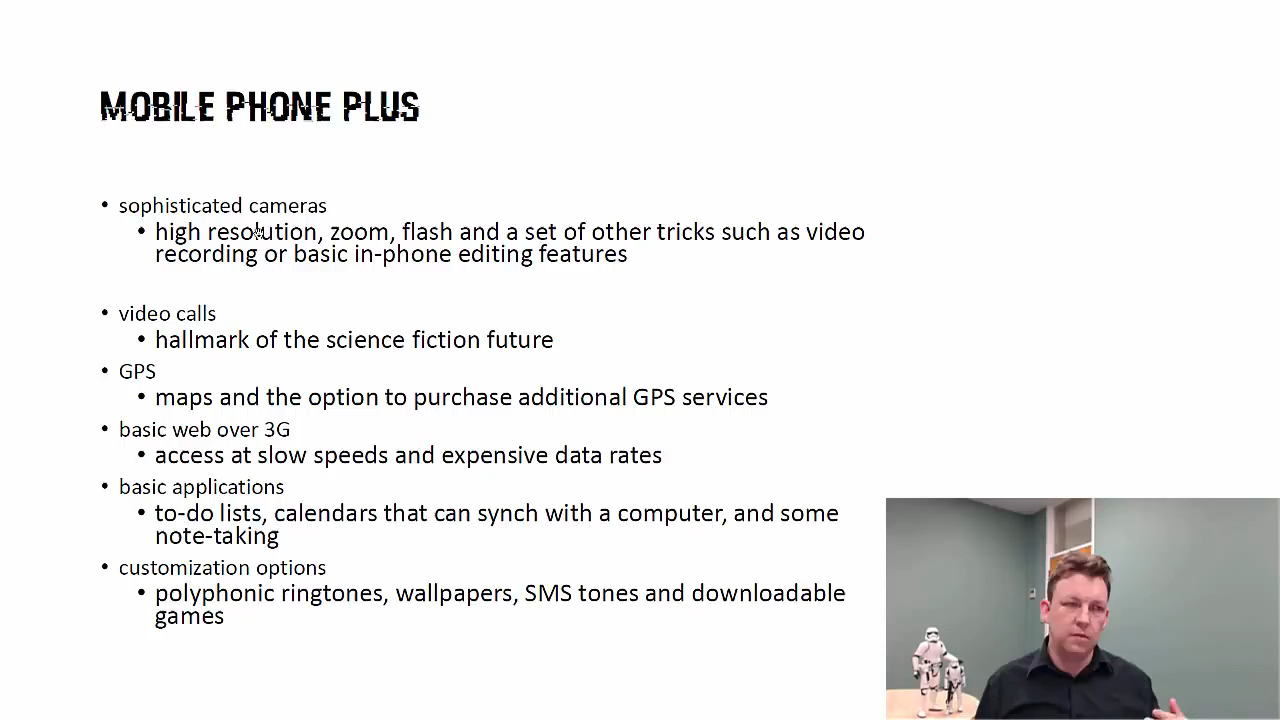 MOBILE PHONE PLUS
• sophisticated cameras
• high resolution, zoom, flash and a set of other tricks such as video
recording or basic in-phone editing features
• video calls
• hallmark of the science fiction future
• GPS
• maps and the option to purchase additional GPS services
• basic web over 3G
• access at slow speeds and expensive data rates
• basic applications
• to-do lists, calendars that can synch with a computer, and some
note-taking
• customization options
• polyphonic ringtones, wallpapers, SMS tones and downloadable
games